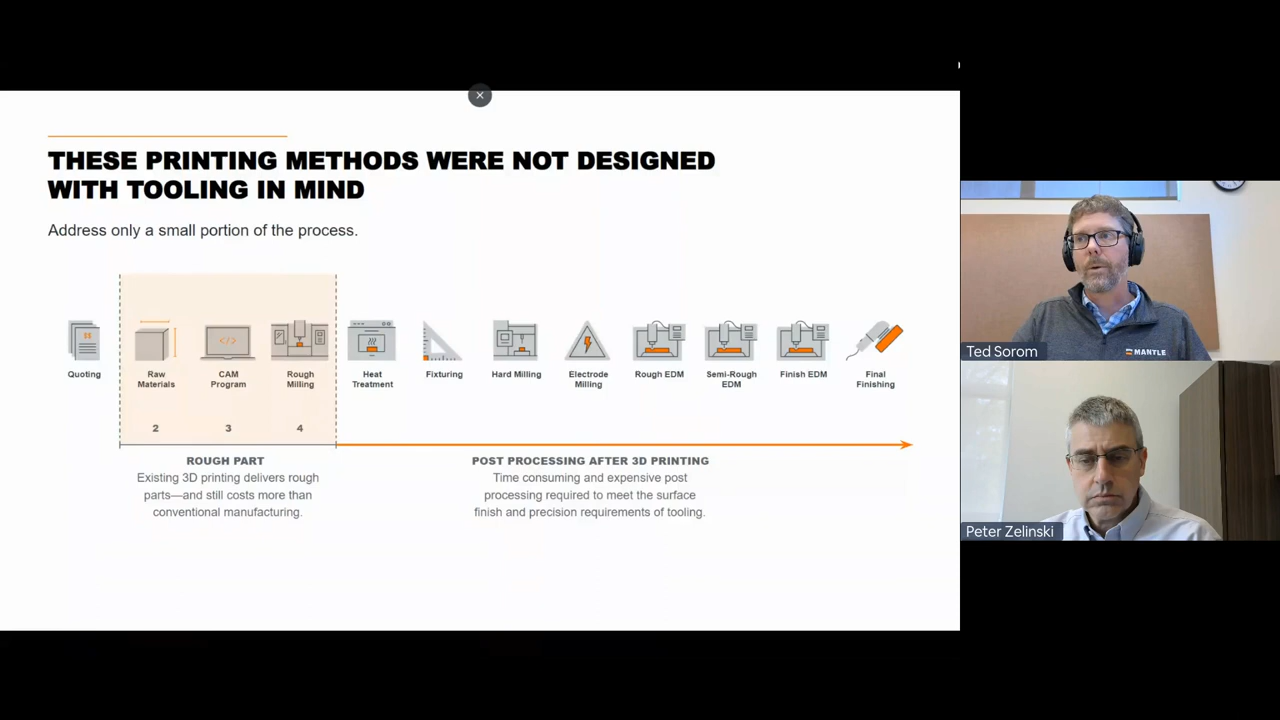 THESE PRINTING METHODS WERE NOT DESIGNED
WITH TOOLING IN MIND
Address only a small portion of the process.
$$
</>
Quoting
Raw
Materials
CAM
Program
Rough
Milling
Heat
Treatment
Fixturing
Hard Milling
Electrode
Milling
Rough EDM
Semi-Rough
EDM
Finish EDM
Final
Finishing
2
3
4
ROUGH PART
Existing 3D printing delivers rough
parts—and still costs more than
conventional manufacturing.
POST PROCESSING AFTER 3D PRINTING
Time consuming and expensive post
processing required to meet the surface
finish and precision requirements of tooling.
MANTLE
Ted Sorom
Peter Zelinski